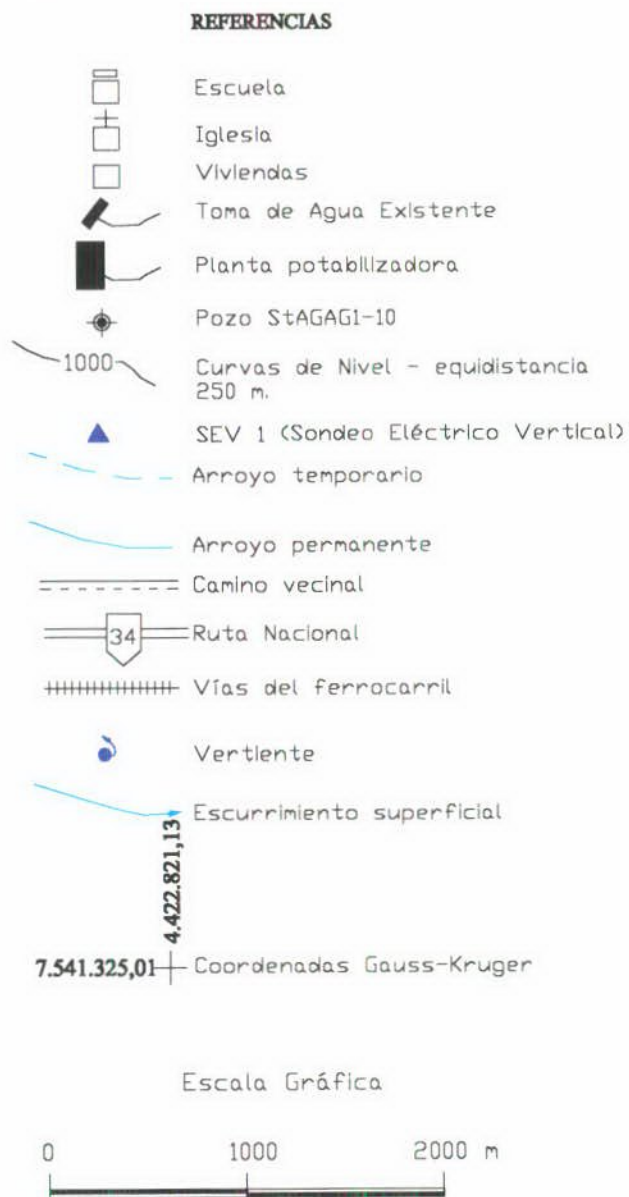 REFERENCIAS
Escuela
Iglesia
Viviendas
Toma de Agua Existente
Planta potabilizadora
Pozo StAGAG1-10
1000
Curvas de Nivel - equidistancia
250 m.
SEV 1 (Sondeo Eléctrico Vertical)
Arroyo temporario
Arroyo permanente
Camino vecinal
34
Ruta Nacional
Vías del ferrocarril
Vertiente
Escurrimiento superficial
4.422.821,13
7.541.325,01
Coordenadas Gauss-Kruger
Escala Gráfica
0 1000 2000 m